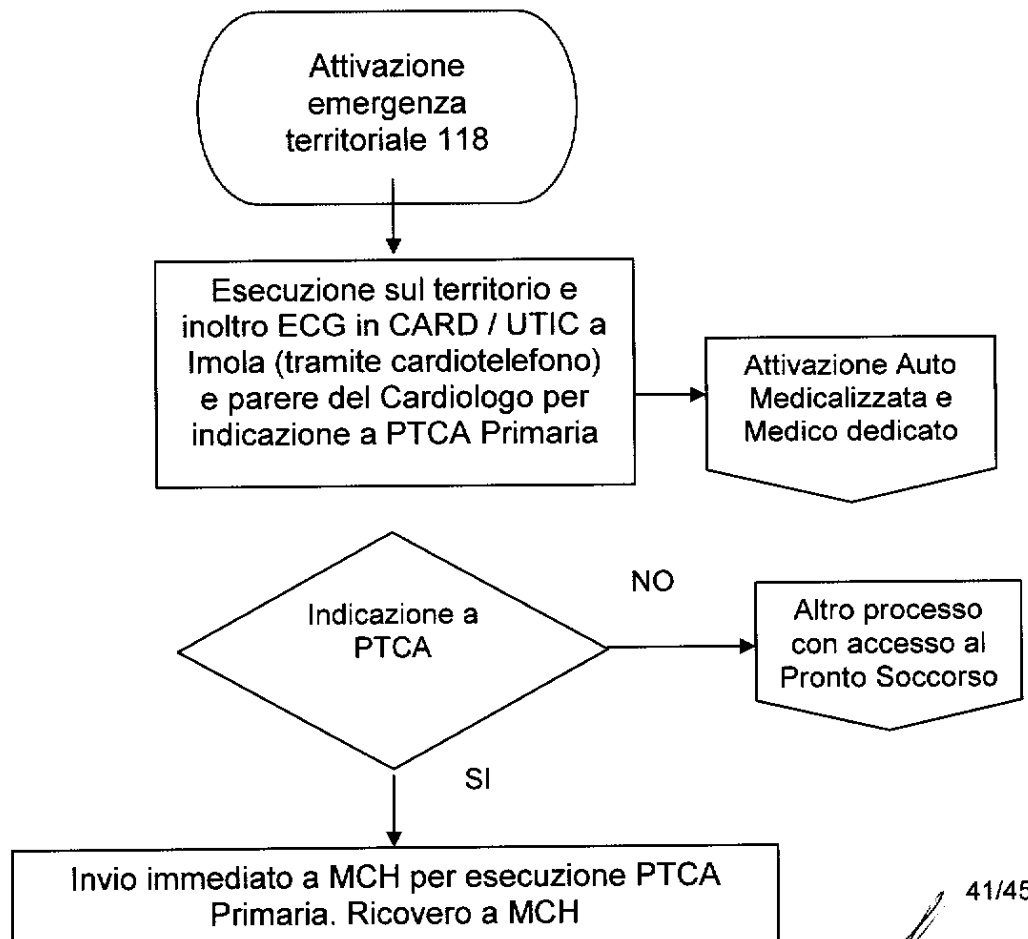 Attivazione
emergenza
territoriale 118
Esecuzione sul territorio e
inoltro ECG in CARD / UTIC a
Imola (tramite cardiotelefono)
e parere del Cardiologo per
indicazione a PTCA Primaria
Attivazione Auto
Medicalizzata e
Medico dedicato
Indicazione a
PTCA
NO
Altro processo
con accesso al
Pronto Soccorso
SI
Invio immediato a MCH per esecuzione PTCA
Primaria. Ricovero a MCH
41/45